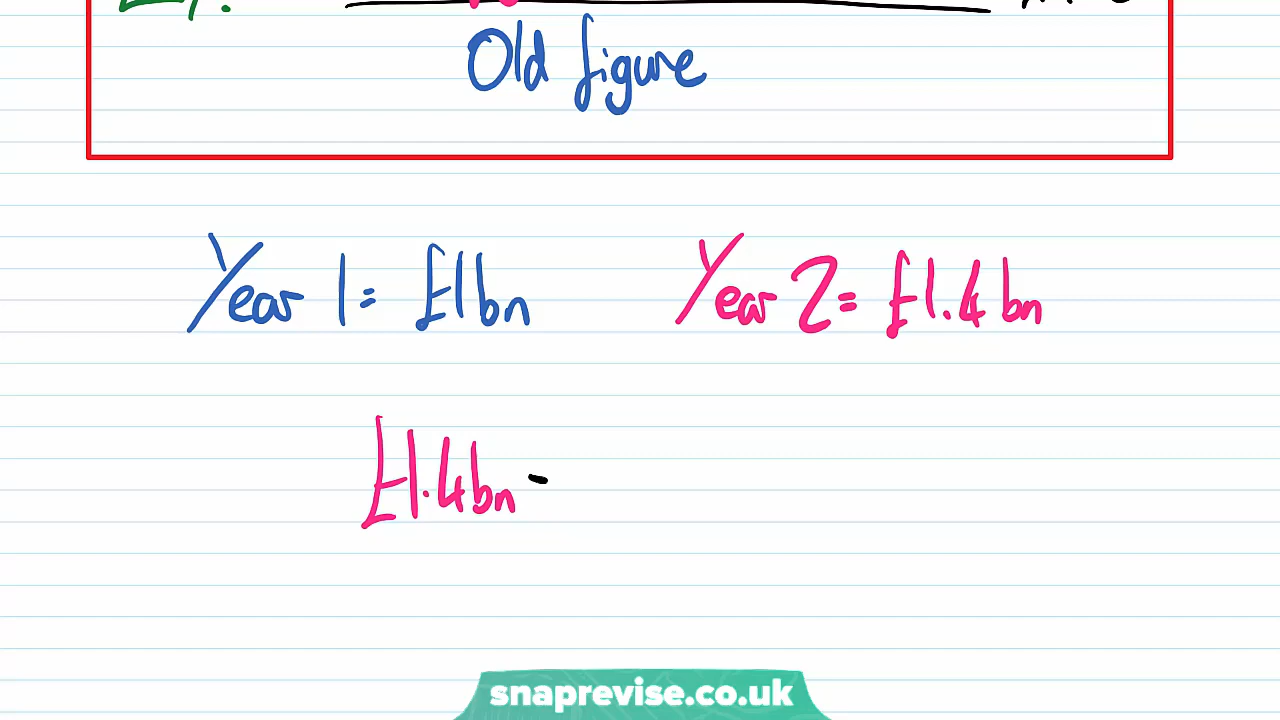 Old figure
Year 1 = £1bn
Year 2 = £1.4bn
£1.4bn -
snaprevise.co.uk